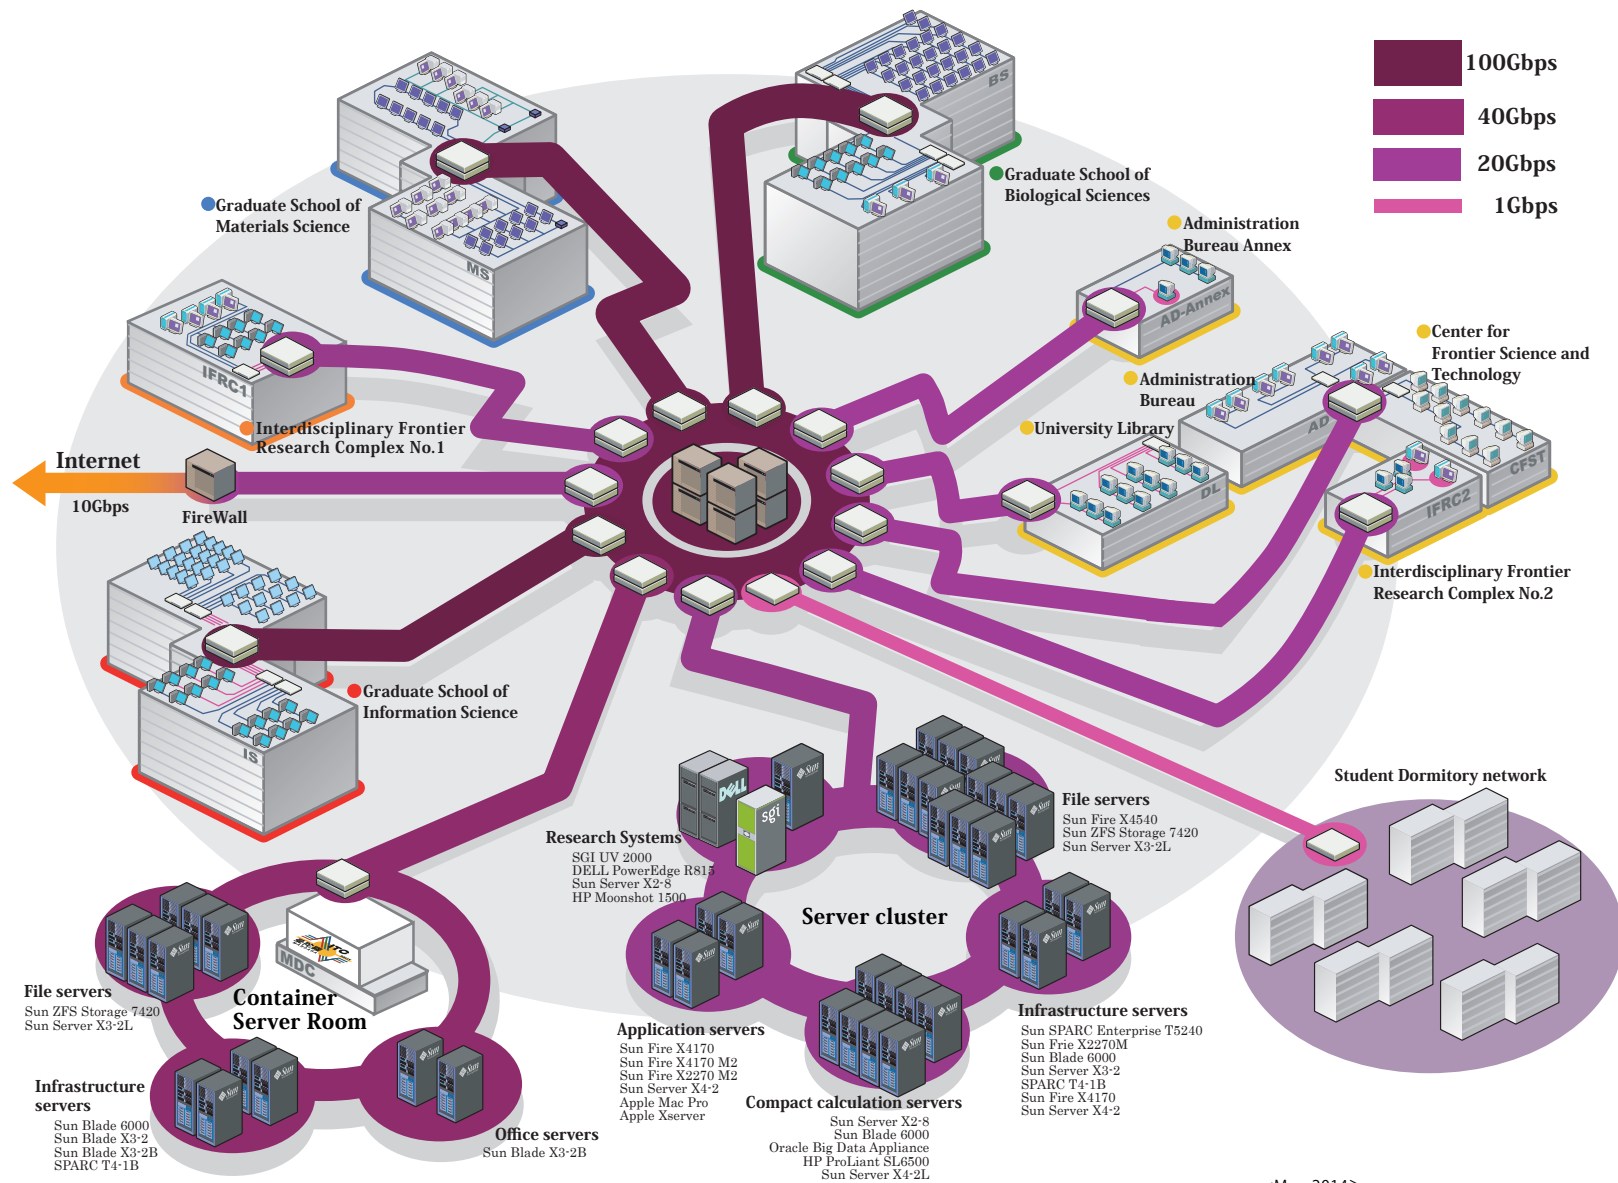 100Gbps
40Gbps
20Gbps
1Gbps
BS
Graduate School of
Biological Sciences
Graduate School of
Materials Science
MS
Administration
Bureau Annex
AD-Annex
Center for
Frontier Science and
Technology
Administration
Bureau
AD
CFST
University Library
DL
IFRC2
Interdisciplinary Frontier
Research Complex No.2
IFRC1
Interdisciplinary Frontier
Research Complex No.1
Internet
10Gbps
FireWall
Graduate School of
Information Science
IS
Student Dormitory network
Research Systems
SGI UV 2000
DELL PowerEdge R815
Sun Server X2-8
HP Moonshot 1500
DELL
sgi
Sun
File servers
Sun Fire X4540
Sun ZFS Storage 7420
Sun Server X3-2L
Server cluster
Infrastructure servers
Sun SPARC Enterprise T5240
Sun Frie X2270M
Sun Blade 6000
Sun Server X3-2
SPARC T4-1B
Sun Fire X4170
Sun Server X4-2
Application servers
Sun Fire X4170
Sun Fire X4170 M2
Sun Fire X2270 M2
Sun Server X4-2
Apple Mac Pro
Apple Xserver
Compact calculation servers
Sun Server X2-8
Sun Blade 6000
Oracle Big Data Appliance
HP ProLiant SL6500
Sun Server X4-2L
MDC
Container
Server Room
File servers
Sun ZFS Storage 7420
Sun Server X3-2L
Infrastructure
servers
Sun Blade 6000
Sun Blade X3-2
Sun Blade X3-2B
SPARC T4-1B
Office servers
Sun Blade X3-2B